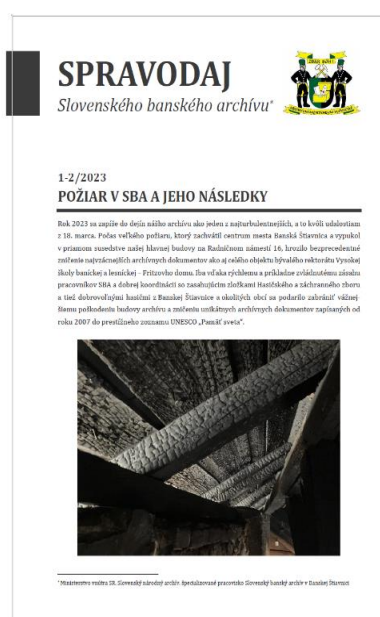 SPRAVODAJ
Slovenského banského archívu*
1-2/2023
POŽIAR V SBA A JEHO NÁSLEDKY
Rok 2023 sa zapíše do dejín nášho archívu ako jeden z najturbulentnejších, a to kvôli udalostiam
z 18. marca. Počas veľkého požiaru, ktorý zachvátil centrum mesta Banská Štiavnica a vypukol
v priamom susedstve našej hlavnej budovy na Radničnom námestí 16, hrozilo bezprecedentné
zničenie najvzácnejších archívnych dokumentov ako aj celého objektu bývalého rektorátu Vysokej
školy baníckej a lesníckej – Fritzovho domu. Iba vďaka rýchlemu a príkladne zvládnutému zásahu
pracovníkov SBA a dobrej koordinácii so zasahujúcim zložkami Hasičského a záchranného zboru
a tiež dobrovoľnými hasičmi z Banskej Štiavnice a okolitých obcí sa podarilo zabrániť vážnej-
šiemu poškodeniu budovy archívu a zničeniu unikátnych archívnych dokumentov zapísaných od
roku 2007 do prestížneho zoznamu UNESCO „Pamäť sveta“.
* Ministerstvo vnútra SR, Slovenský národný archív, špecializované pracovisko Slovenský banský archív v Banskej Štiavnici